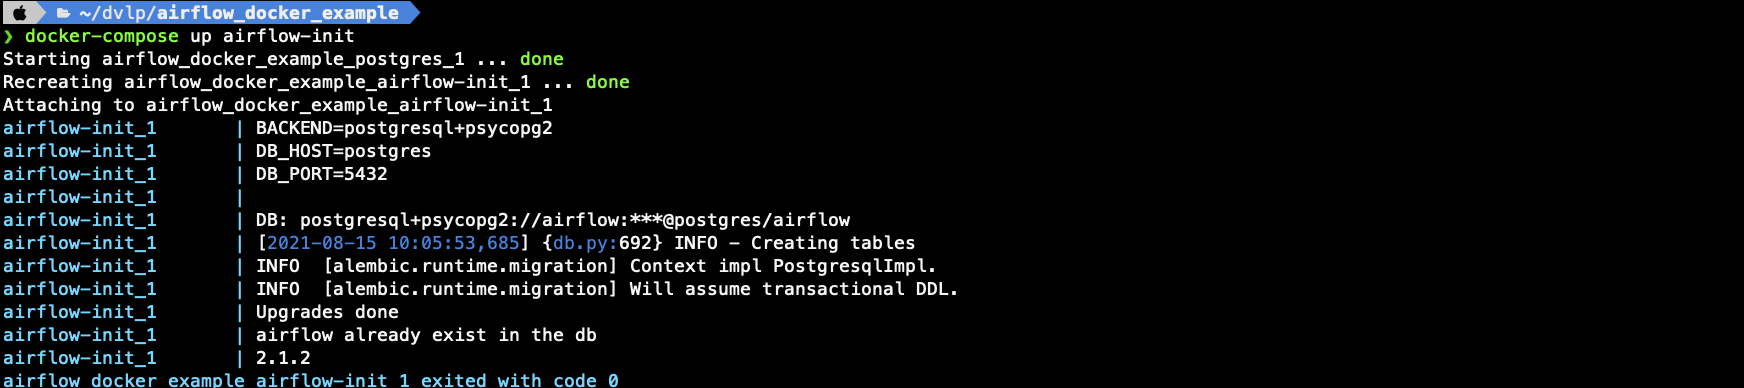 ~/dvlp/airflow_docker_example
❯ docker-compose up airflow-init
Starting airflow_docker_example_postgres_1 ... done
Recreating airflow_docker_example_airflow-init_1 ... done
Attaching to airflow_docker_example_airflow-init_1
airflow-init_1       | BACKEND=postgresql+psycopg2
airflow-init_1       | DB_HOST=postgres
airflow-init_1       | DB_PORT=5432
airflow-init_1       |
airflow-init_1       | DB: postgresql+psycopg2://airflow:***@postgres/airflow
airflow-init_1       | [2021-08-15 10:05:53,685] {db.py:692} INFO - Creating tables
airflow-init_1       | INFO  [alembic.runtime.migration] Context impl PostgresqlImpl.
airflow-init_1       | INFO  [alembic.runtime.migration] Will assume transactional DDL.
airflow-init_1       | Upgrades done
airflow-init_1       | airflow already exist in the db
airflow-init_1       | 2.1.2
airflow_docker_example_airflow-init_1 exited with code 0